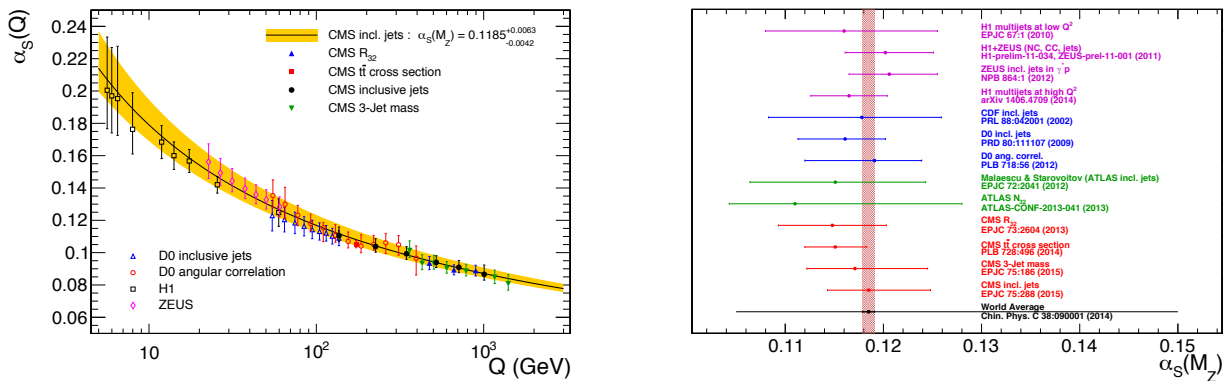 α_S(Q)
0.24
0.22
0.20
0.18
0.16
0.14
0.12
0.10
0.08
0.06
CMS incl. jets : α_S(M_Z) = 0.1185 +0.0063 -0.0042
CMS R_32
CMS tt̄ cross section
CMS inclusive jets
CMS 3-Jet mass
D0 inclusive jets
D0 angular correlation
H1
ZEUS
10 10² 10³
Q (GeV)
H1 multijets at low Q²
EPJC 67:1 (2010)
H1+ZEUS (NC, CC, jets)
H1-prelim-11-034, ZEUS-prel-11-001 (2011)
ZEUS incl. jets in γ*p
NPB 864:1 (2012)
H1 multijets at high Q²
arXiv 1406.4709 (2014)
CDF incl. jets
PRL 88:042001 (2002)
D0 incl. jets
PRD 80:111107 (2009)
D0 ang. correl.
PLB 718:56 (2012)
Malaescu & Starovoitov (ATLAS incl. jets)
EPJC 72:2041 (2012)
ATLAS N_32
ATLAS-CONF-2013-041 (2013)
CMS R_32
EPJC 73:2604 (2013)
CMS tt̄ cross section
PLB 728:496 (2014)
CMS 3-Jet mass
EPJC 75:186 (2015)
CMS incl. jets
EPJC 75:288 (2015)
World Average
Chin. Phys. C 38:090001 (2014)
0.11 0.12 0.13 0.14 0.15
α_S(M_Z)